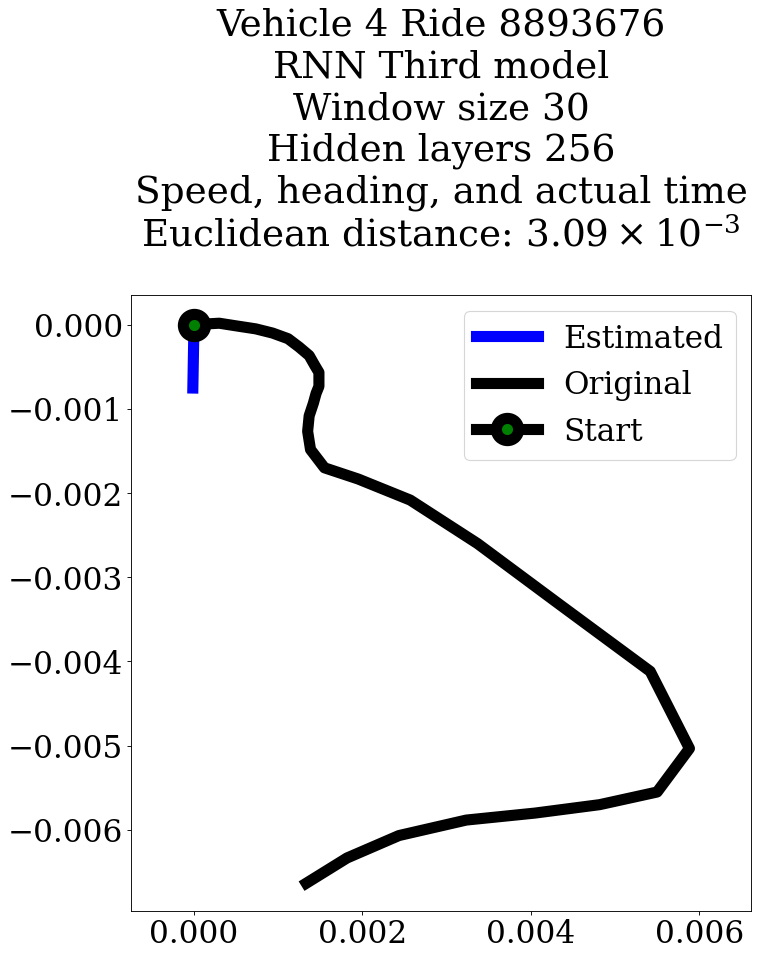 Vehicle 4 Ride 8893676
RNN Third model
Window size 30
Hidden layers 256
Speed, heading, and actual time
Euclidean distance: 3.09 × 10⁻³
Estimated
Original
Start
0.000
−0.001
−0.002
−0.003
−0.004
−0.005
−0.006
0.000 0.002 0.004 0.006